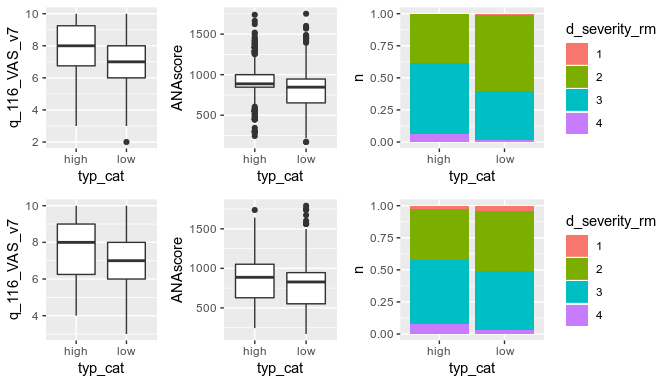 q_116_VAS_v7
10
8
6
4
2
high low
typ_cat
ANAscore
1500
1000
500
high low
typ_cat
n
1.00
0.75
0.50
0.25
0.00
high low
typ_cat
d_severity_rm
1
2
3
4
q_116_VAS_v7
10
8
6
4
high low
typ_cat
ANAscore
1500
1000
500
high low
typ_cat
n
1.00
0.75
0.50
0.25
0.00
high low
typ_cat
d_severity_rm
1
2
3
4